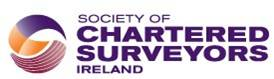 SOCIETY OF
CHARTERED
SURVEYORS
IRELAND